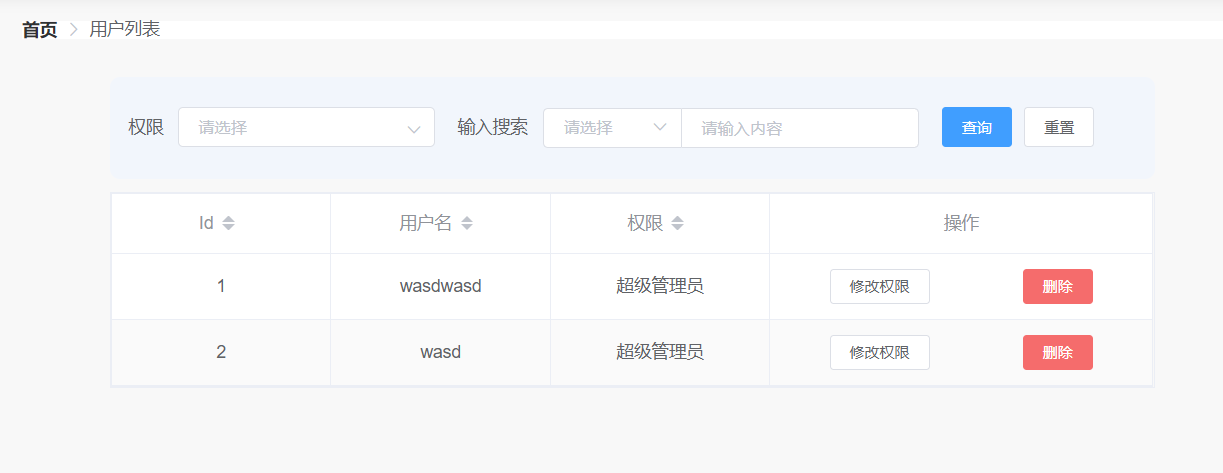 首页 > 用户列表
权限 请选择 输入搜索 请选择 请输入内容 查询 重置
Id 用户名 权限 操作
1 wasdwasd 超级管理员 修改权限 删除
2 wasd 超级管理员 修改权限 删除